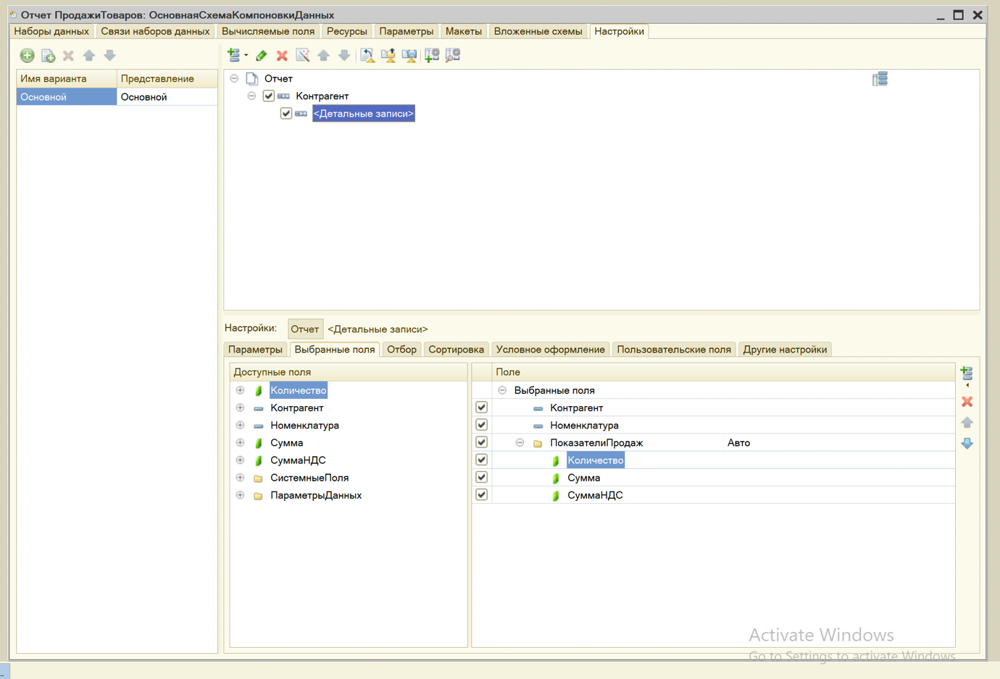 Отчет ПродажиТоваров: ОсновнаяСхемаКомпоновкиДанных
Наборы данных Связи наборов данных Вычисляемые поля Ресурсы Параметры Макеты Вложенные схемы Настройки
Имя варианта Представление
Основной Основной
Отчет
Контрагент
<Детальные записи>
Настройки: Отчет <Детальные записи>
Параметры Выбранные поля Отбор Сортировка Условное оформление Пользовательские поля Другие настройки
Доступные поля
Количество
Контрагент
Номенклатура
Сумма
СуммаНДС
СистемныеПоля
ПараметрыДанных
Поле
Выбранные поля
Контрагент
Номенклатура
ПоказателиПродаж Авто
Количество
Сумма
СуммаНДС
Activate Windows
Go to Settings to activate Windows.
..